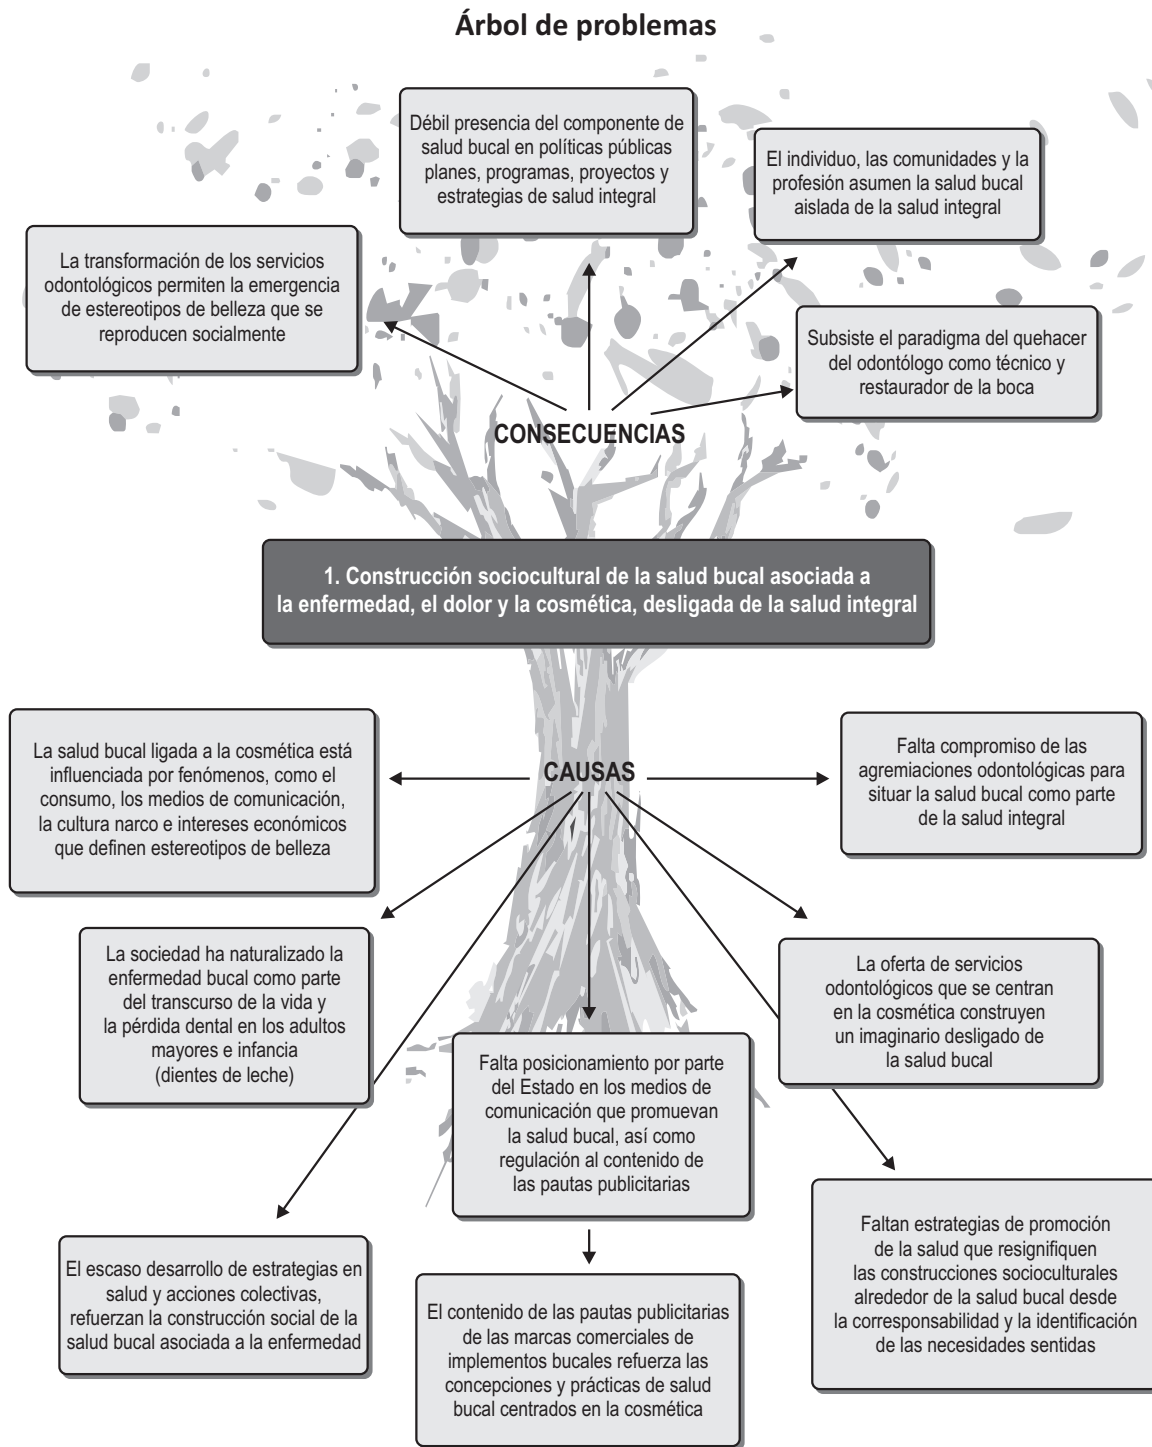 Árbol de problemas
Débil presencia del componente de
salud bucal en políticas públicas
planes, programas, proyectos y
estrategias de salud integral
El individuo, las comunidades y la
profesión asumen la salud bucal
aislada de la salud integral
La transformación de los servicios
odontológicos permiten la emergencia
de estereotipos de belleza que se
reproducen socialmente
Subsiste el paradigma del quehacer
del odontólogo como técnico y
restaurador de la boca
CONSECUENCIAS
1. Construcción sociocultural de la salud bucal asociada a
la enfermedad, el dolor y la cosmética, desligada de la salud integral
CAUSAS
La salud bucal ligada a la cosmética está
influenciada por fenómenos, como el
consumo, los medios de comunicación,
la cultura narco e intereses económicos
que definen estereotipos de belleza
Falta compromiso de las
agremiaciones odontológicas para
situar la salud bucal como parte
de la salud integral
La sociedad ha naturalizado la
enfermedad bucal como parte
del transcurso de la vida y
la pérdida dental en los adultos
mayores e infancia
(dientes de leche)
La oferta de servicios
odontológicos que se centran
en la cosmética construyen
un imaginario desligado de
la salud bucal
Falta posicionamiento por parte
del Estado en los medios de
comunicación que promuevan
la salud bucal, así como
regulación al contenido de
las pautas publicitarias
El escaso desarrollo de estrategias en
salud y acciones colectivas,
refuerzan la construcción social de la
salud bucal asociada a la enfermedad
El contenido de las pautas publicitarias
de las marcas comerciales de
implementos bucales refuerza las
concepciones y prácticas de salud
bucal centrados en la cosmética
Faltan estrategias de promoción
de la salud que resignifiquen
las construcciones socioculturales
alrededor de la salud bucal desde
la corresponsabilidad y la identificación
de las necesidades sentidas